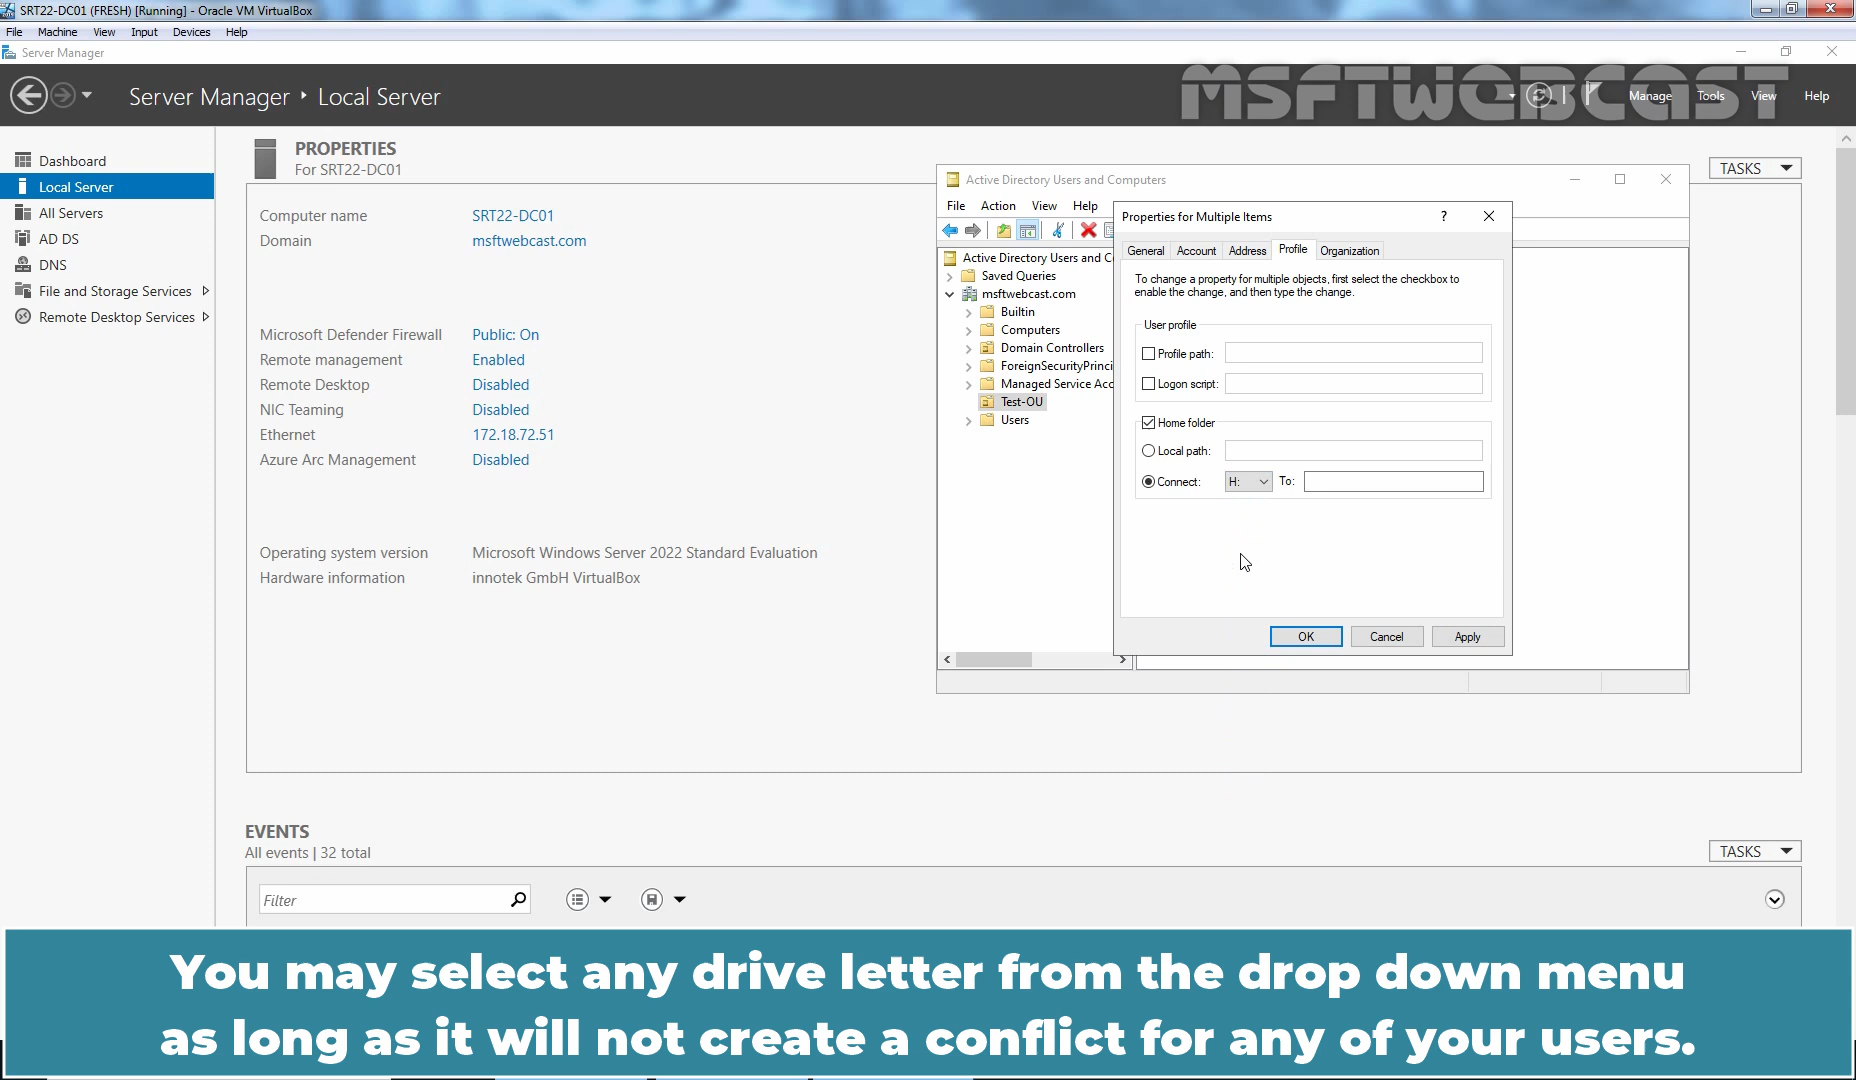 SRT22-DC01 (FRESH) [Running] - Oracle VM VirtualBox
File Machine View Input Devices Help
Server Manager
Server Manager ‣ Local Server
MSFTWEBCAST
Manage Tools View Help
Dashboard
Local Server
All Servers
AD DS
DNS
File and Storage Services
Remote Desktop Services
PROPERTIES
For SRT22-DC01
TASKS
Computer name SRT22-DC01
Domain msftwebcast.com
Microsoft Defender Firewall Public: On
Remote management Enabled
Remote Desktop Disabled
NIC Teaming Disabled
Ethernet 172.18.72.51
Azure Arc Management Disabled
Operating system version Microsoft Windows Server 2022 Standard Evaluation
Hardware information innotek GmbH VirtualBox
Active Directory Users and Computers
File Action View Help
Active Directory Users and C
Saved Queries
msftwebcast.com
Builtin
Computers
Domain Controllers
ForeignSecurityPrinci
Managed Service Acc
Test-OU
Users
Properties for Multiple Items
General Account Address Profile Organization
To change a property for multiple objects, first select the checkbox to
enable the change, and then type the change.
User profile
Profile path:
Logon script:
Home folder
Local path:
Connect: H: To:
OK Cancel Apply
EVENTS
All events | 32 total
TASKS
Filter
You may select any drive letter from the drop down menu
as long as it will not create a conflict for any of your users.